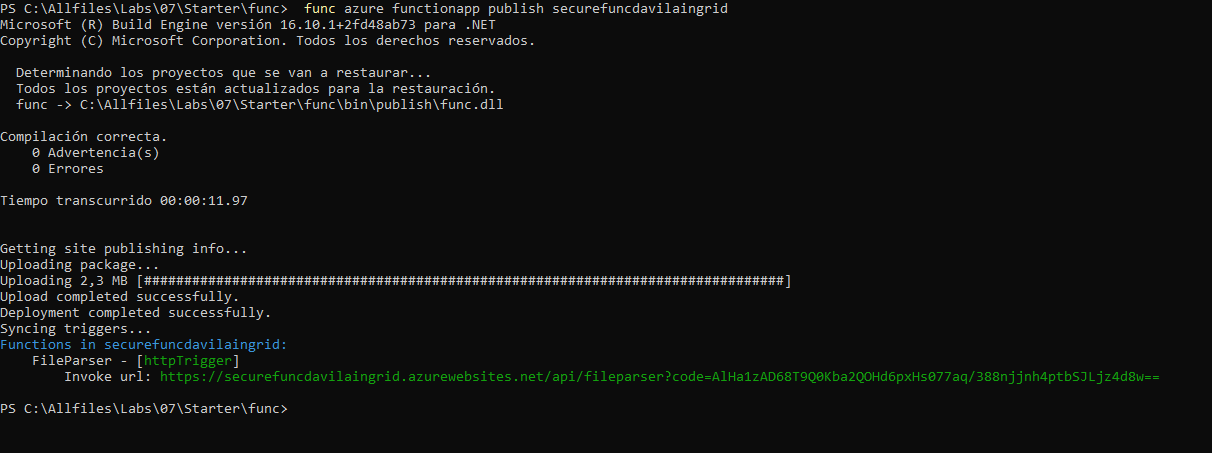 PS C:\Allfiles\Labs\07\Starter\func>  func azure functionapp publish securefuncdavilaingrid
Microsoft (R) Build Engine versión 16.10.1+2fd48ab73 para .NET
Copyright (C) Microsoft Corporation. Todos los derechos reservados.
  Determinando los proyectos que se van a restaurar...
  Todos los proyectos están actualizados para la restauración.
  func -> C:\Allfiles\Labs\07\Starter\func\bin\publish\func.dll
Compilación correcta.
    0 Advertencia(s)
    0 Errores
Tiempo transcurrido 00:00:11.97
Getting site publishing info...
Uploading package...
Uploading 2,3 MB [################################################################################]
Upload completed successfully.
Deployment completed successfully.
Syncing triggers...
Functions in securefuncdavilaingrid:
    FileParser - [httpTrigger]
        Invoke url: https://securefuncdavilaingrid.azurewebsites.net/api/fileparser?code=AlHa1zAD68T9Q0Kba2QOHd6pxHs077aq/388njjnh4ptbSJLjz4d8w==
PS C:\Allfiles\Labs\07\Starter\func>